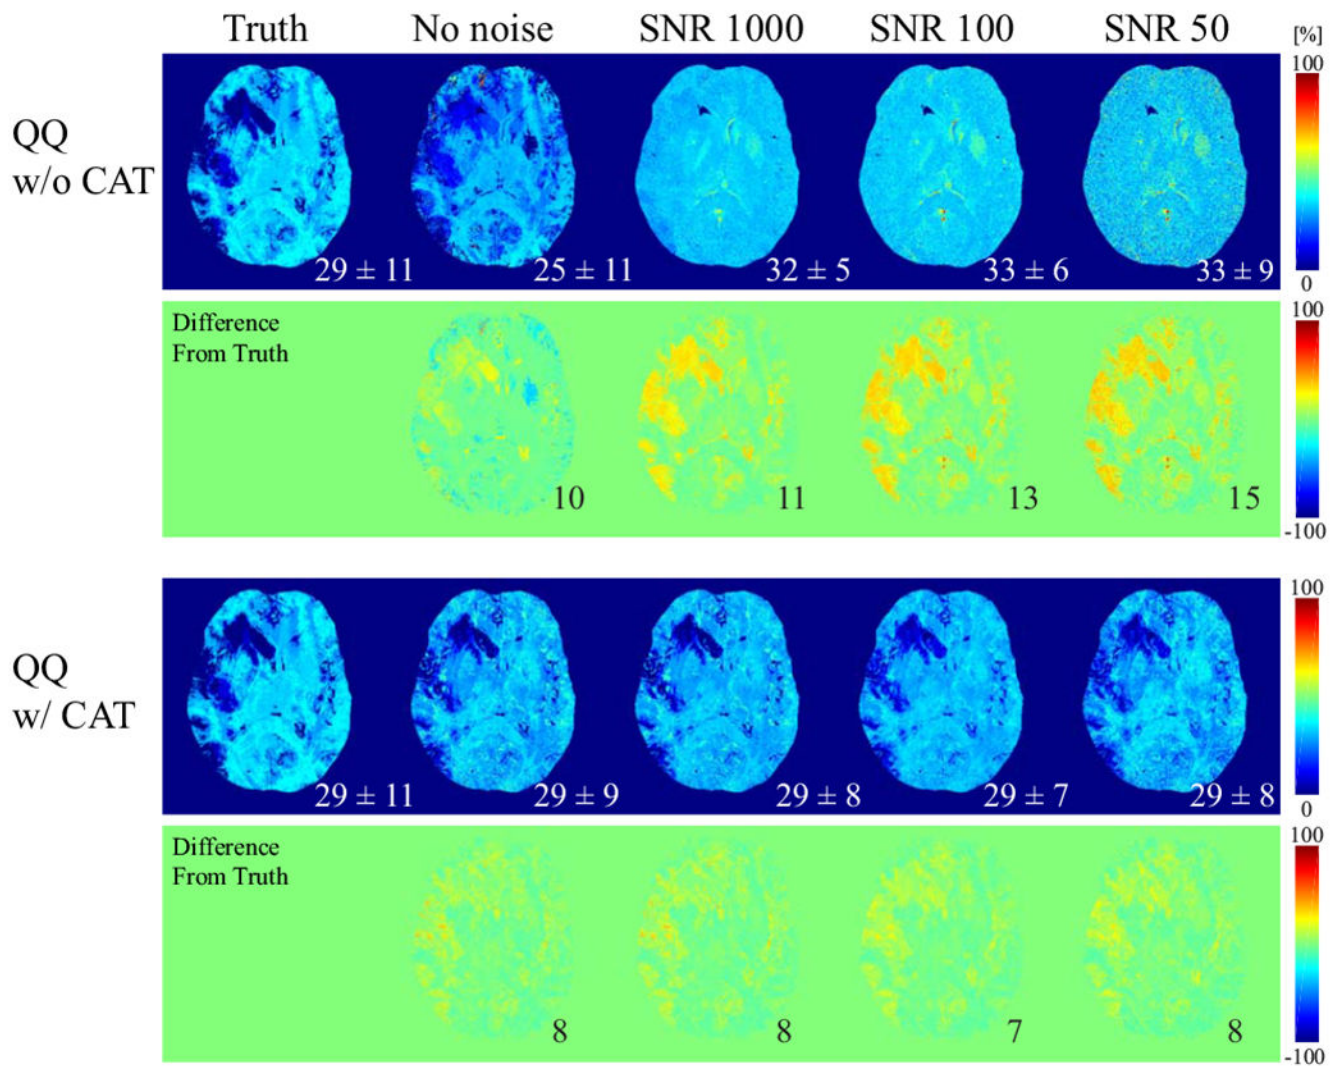 Truth No noise SNR 1000 SNR 100 SNR 50
[%]
100
QQ
w/o CAT
29 ± 11 25 ± 11 32 ± 5 33 ± 6 33 ± 9
0
Difference
From Truth
100
10 11 13 15
-100
QQ
w/ CAT
100
29 ± 11 29 ± 9 29 ± 8 29 ± 7 29 ± 8
0
Difference
From Truth
100
8 8 7 8
-100